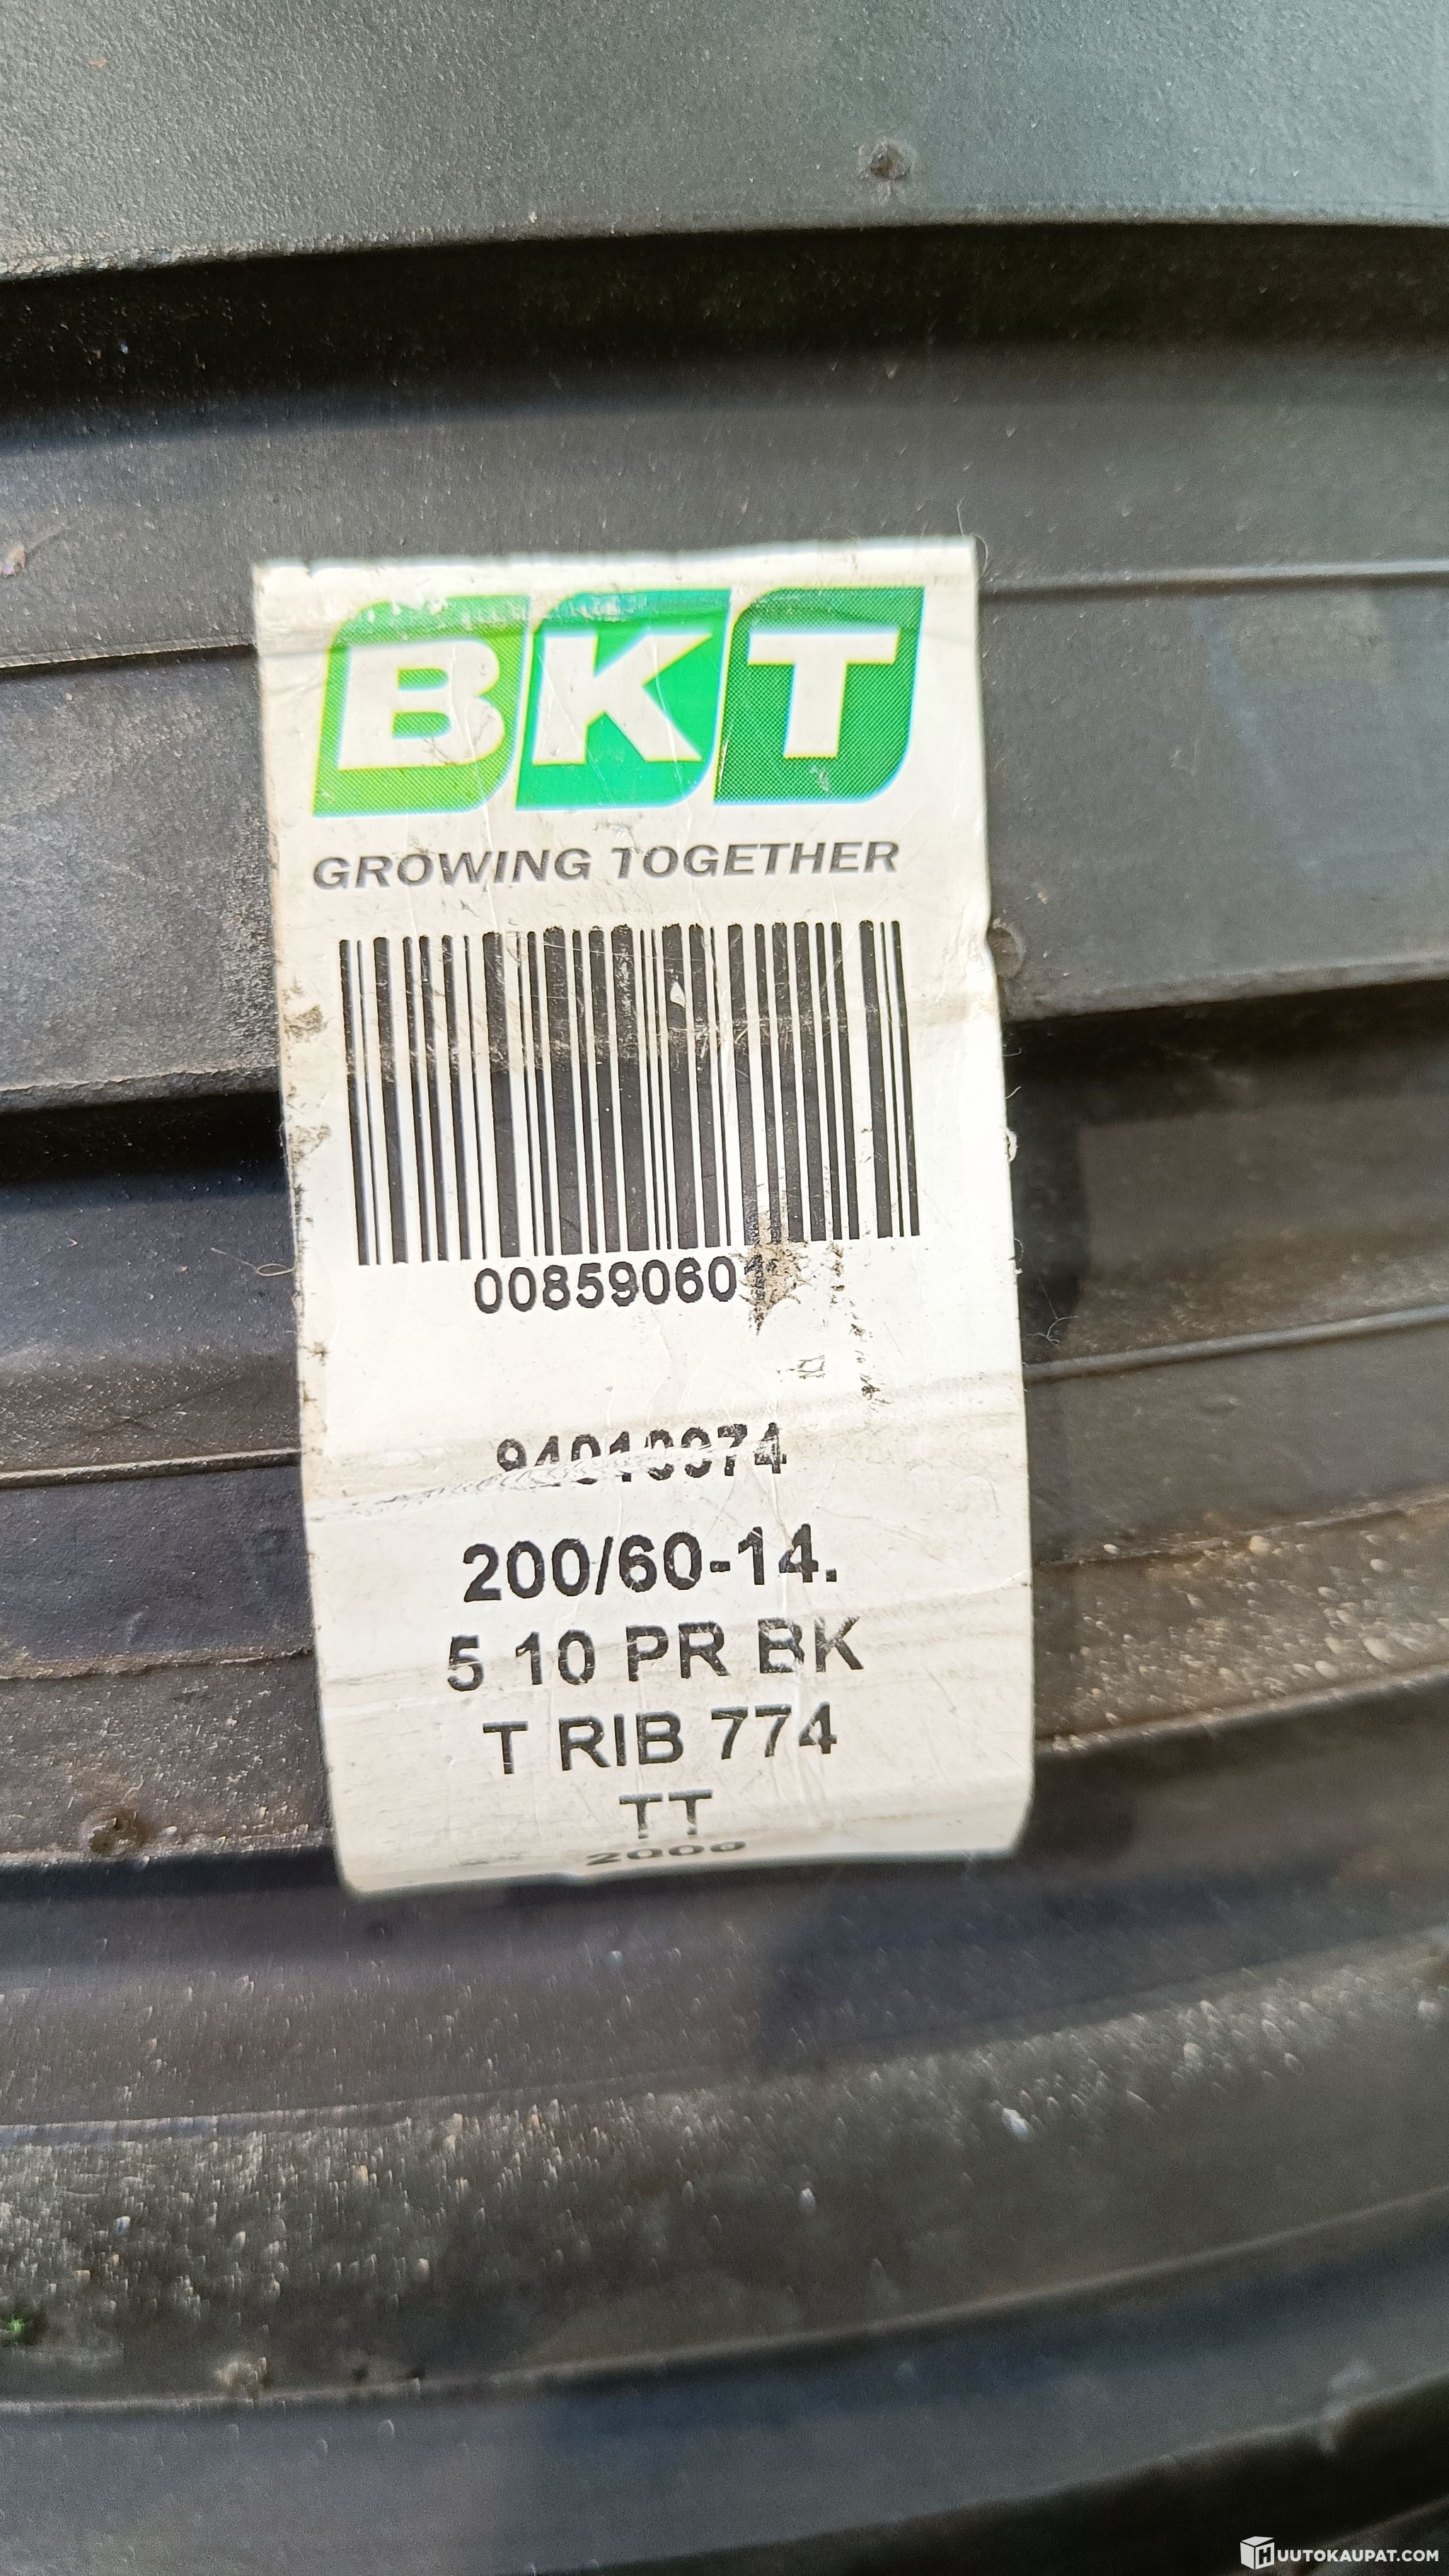 BKT
GROWING TOGETHER
00859060
200/60-14.
5 10 PR BK
T RIB 774
TT
HUUTOKAUPAT.COM